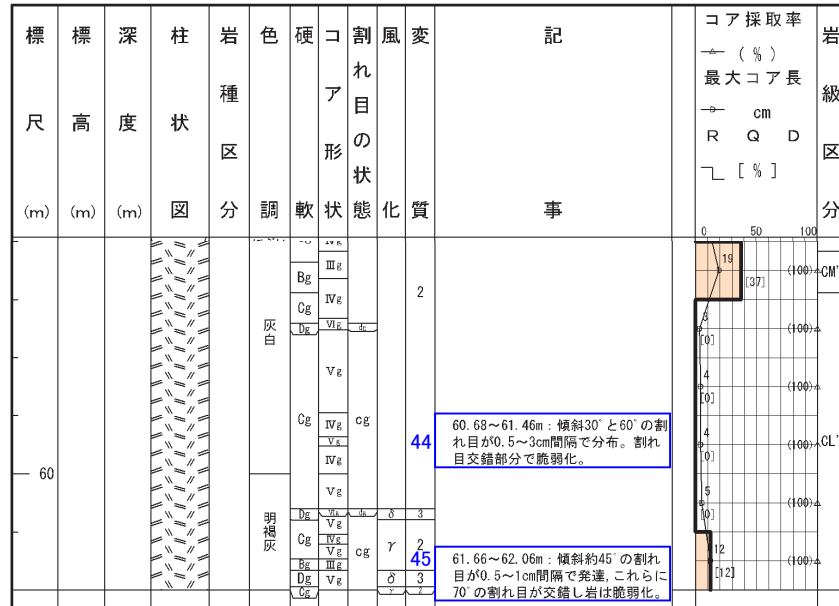 標尺(m)
標高(m)
深度(m)
柱状図
岩種区分
色調
硬軟
コア形状
割れ目の状態
風化
変質
記事
コア採取率
(%)
最大コア長
cm
R Q D
[%]
岩級区分
0 50 100
60
灰白
明褐灰
Bg
Cg
Dg
Cg
Dg
Cg
Bg
Dg
Cg
Ⅲg
Ⅳg
Ⅵg
Ⅴg
Ⅳg
Ⅴg
Ⅳg
Ⅴg
Ⅴg
Ⅳg
Ⅴg
Ⅲg
Ⅴg
cg
cg
δ
γ
δ
2
3
2
3
44
60.68~61.46m:傾斜30°と60°の割
れ目が0.5~3cm間隔で分布。割れ
目交錯部分で脆弱化。
45
61.66~62.06m:傾斜約45°の割れ
目が0.5~1cm間隔で発達,これらに
70°の割れ目が交錯し岩は脆弱化。
19
[37]
(100)
CM'
3
[0]
(100)
4
[0]
(100)
4
[0]
(100)
CL'
5
[0]
(100)
12
[12]
(100)